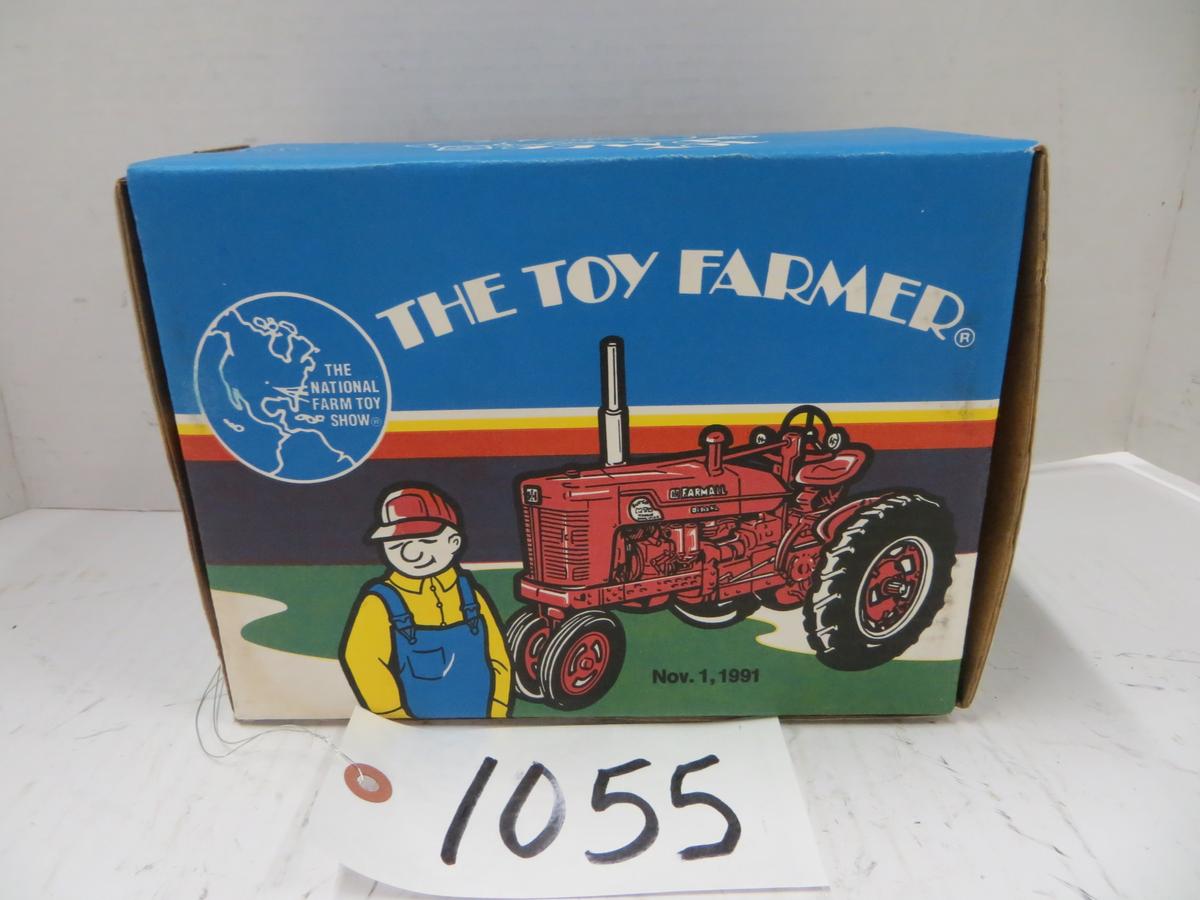 THE TOY FARMER®
THE
NATIONAL
FARM TOY
SHOW®
FARMALL
Nov. 1, 1991
1055